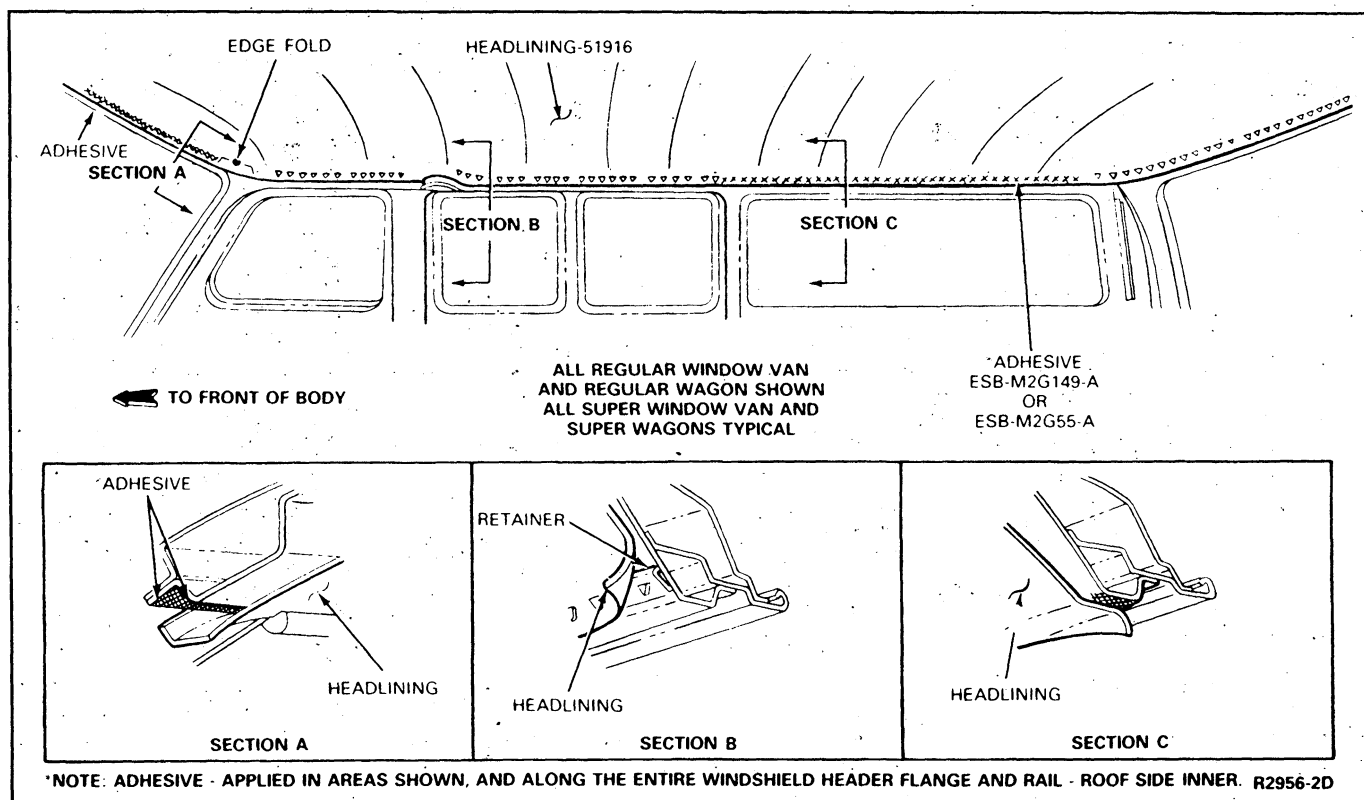 EDGE FOLD
HEADLINING-51916
ADHESIVE
SECTION A
SECTION B
SECTION C
TO FRONT OF BODY
ALL REGULAR WINDOW VAN
AND REGULAR WAGON SHOWN
ALL SUPER WINDOW VAN AND
SUPER WAGONS TYPICAL
ADHESIVE
ESB-M2G149-A
OR
ESB-M2G55-A
ADHESIVE
HEADLINING
SECTION A
RETAINER
HEADLINING
SECTION B
HEADLINING
SECTION C
*NOTE: ADHESIVE - APPLIED IN AREAS SHOWN, AND ALONG THE ENTIRE WINDSHIELD HEADER FLANGE AND RAIL - ROOF SIDE INNER. R2956-2D